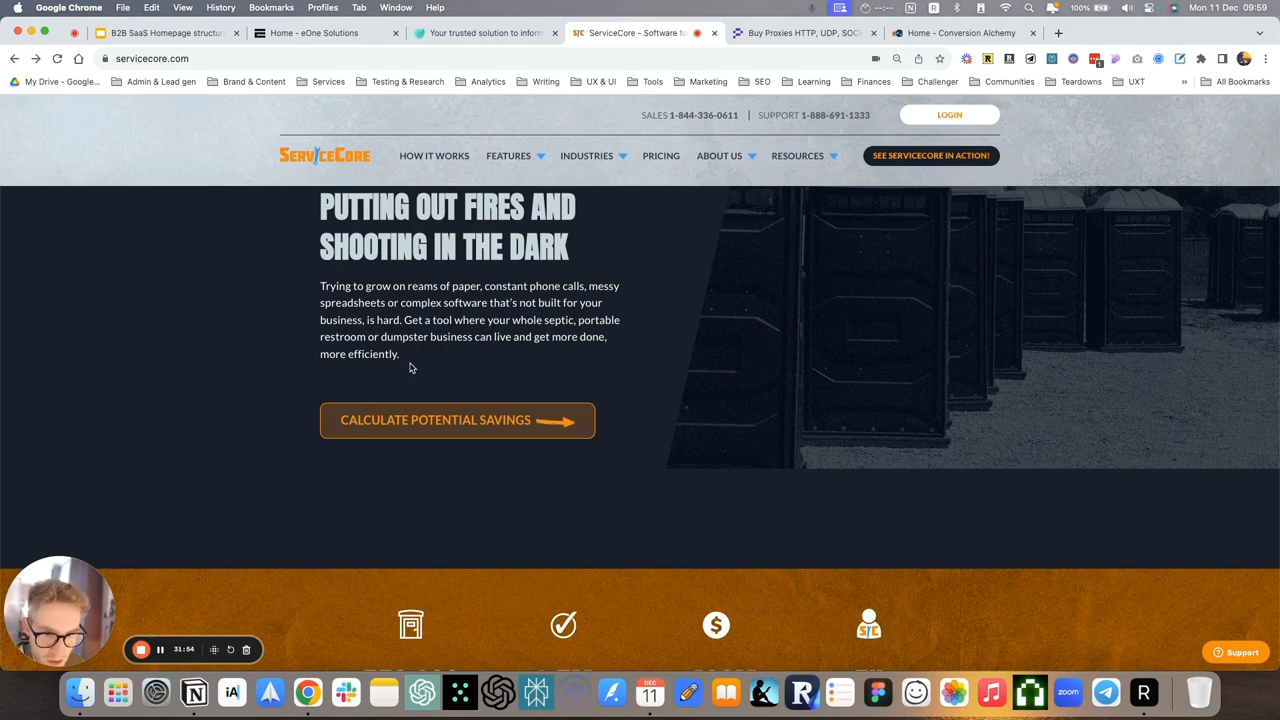 Google Chrome File Edit View History Bookmarks Profiles Tab Window Help
100% Mon 11 Dec 09:59
B2B SaaS Homepage structur
Home - eOne Solutions
Your trusted solution to inform
ServiceCore - Software fo
Buy Proxies HTTP, UDP, SOC
Home - Conversion Alchemy
servicecore.com
My Drive - Google...
Admin & Lead gen
Brand & Content
Services
Testing & Research
Analytics
Writing
UX & UI
Tools
Marketing
SEO
Learning
Finances
Challenger
Communities
Teardowns
UXT
All Bookmarks
SALES 1-844-336-0611 | SUPPORT 1-888-691-1333
LOGIN
SERVICECORE
HOW IT WORKS
FEATURES
INDUSTRIES
PRICING
ABOUT US
RESOURCES
SEE SERVICECORE IN ACTION!
PUTTING OUT FIRES AND
SHOOTING IN THE DARK
Trying to grow on reams of paper, constant phone calls, messy
spreadsheets or complex software that's not built for your
business, is hard. Get a tool where your whole septic, portable
restroom or dumpster business can live and get more done,
more efficiently.
CALCULATE POTENTIAL SAVINGS
S/C
31:54
Support
iA
DEC
11
R
zoom
R